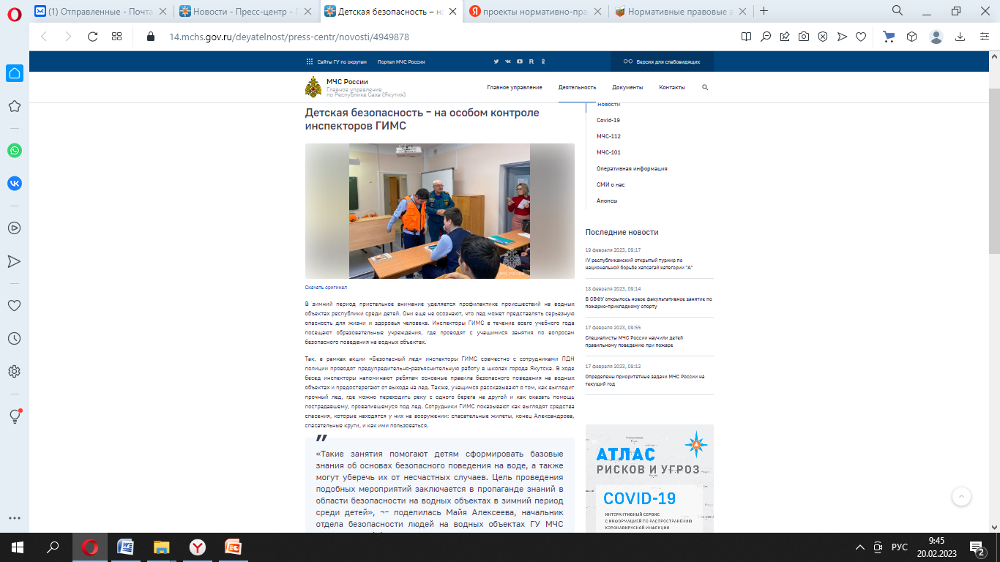 (1) Отправленные - Почта
Новости - Пресс-центр - Г
Детская безопасность – на
проекты нормативно-пра
Нормативные правовые а
14.mchs.gov.ru/deyatelnost/press-centr/novosti/4949878
Сайты ГУ по округам
Портал МЧС России
Версия для слабовидящих
МЧС России
Главное управление
по Республике Саха (Якутия)
Главное управление
Деятельность
Документы
Контакты
Детская безопасность – на особом контроле
инспекторов ГИМС
Скачать оригинал
В зимний период пристальное внимание уделяется профилактике происшествий на водных
объектах республики среди детей. Они еще не осознают, что лед может представлять серьезную
опасность для жизни и здоровья человека. Инспекторы ГИМС в течение всего учебного года
посещают образовательные учреждения, где проводят с учащимися занятия по вопросам
безопасного поведения на водных объектах.
Так, в рамках акции «Безопасный лед» инспекторы ГИМС совместно с сотрудниками ПДН
полиции проводят предупредительно-разъяснительную работу в школах города Якутска. В ходе
бесед инспекторы напоминают ребятам основные правила безопасного поведения на водных
объектах и предостерегают от выхода на лед. Также, учащимся рассказывают о том, как выглядит
прочный лед, где можно переходить реку с одного берега на другой и как оказать помощь
пострадавшему, провалившемуся под лед. Сотрудники ГИМС показывают как выглядят средства
спасения, которые находятся у них на вооружении: спасательные жилеты, конец Александрова,
спасательные круги, и как ими пользоваться.
«Такие занятия помогают детям сформировать базовые
знания об основах безопасного поведения на воде, а также
могут уберечь их от несчастных случаев. Цель проведения
подобных мероприятий заключается в пропаганде знаний в
области безопасности на водных объектах в зимний период
среди детей», ¬– поделилась Майя Алексеева, начальник
отдела безопасности людей на водных объектах ГУ МЧС
Новости
Covid-19
МЧС-112
МЧС-101
Оперативная информация
СМИ о нас
Анонсы
Последние новости
19 февраля 2023, 09:17
IV республиканский открытый турнир по
национальной борьбе хапсагай категории "А"
18 февраля 2023, 09:14
В СВФУ открылось новое факультативное занятие по
пожарно-прикладному спорту
17 февраля 2023, 09:55
Специалисты МЧС России научили детей
правильному поведению при пожаре
17 февраля 2023, 09:12
Определены приоритетные задачи МЧС России на
текущий год
АТЛАС
РИСКОВ И УГРОЗ
COVID-19
ИНТЕРАКТИВНЫЙ СЕРВИС
С ИНФОРМАЦИЕЙ ПО РАСПРОСТРАНЕНИЮ
КОРОНАВИРУСНОЙ ИНФЕКЦИИ
РУС
9:45
20.02.2023
2